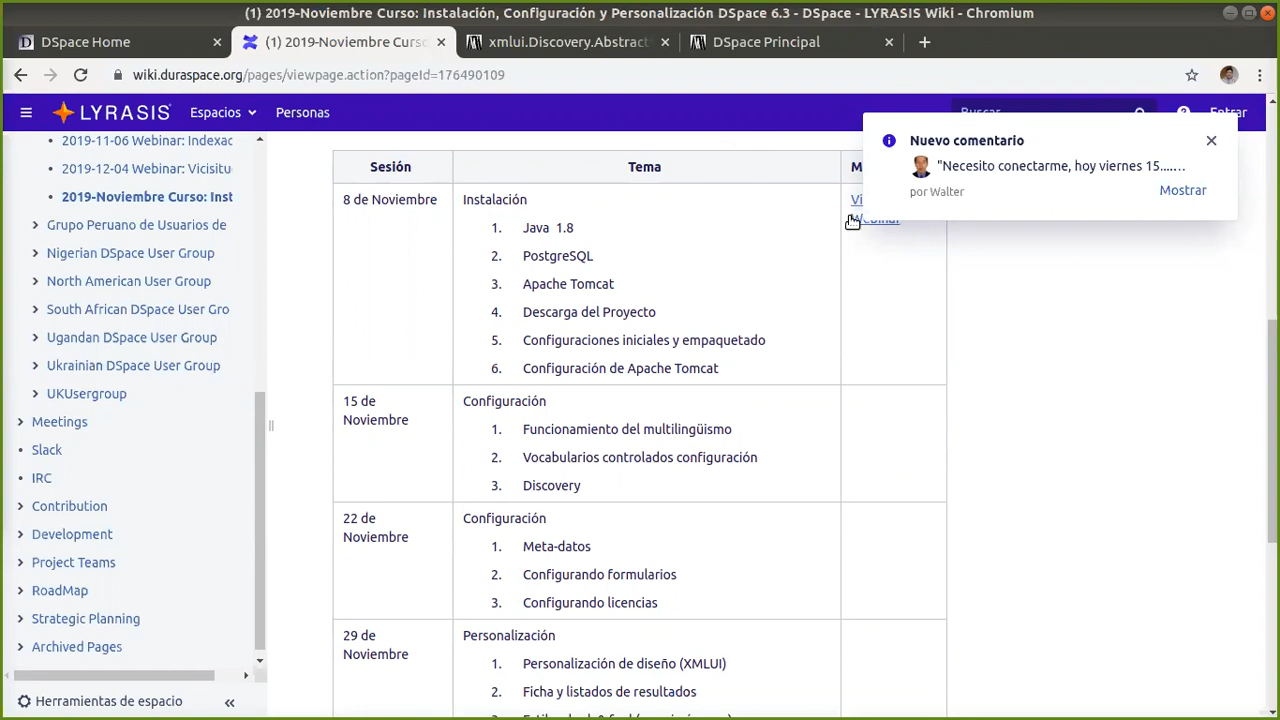 (1) 2019-Noviembre Curso: Instalación, Configuración y Personalización DSpace 6.3 - DSpace - LYRASIS Wiki - Chromium
DSpace Home
(1) 2019-Noviembre Curso
xmlui.Discovery.Abstract
DSpace Principal
wiki.duraspace.org/pages/viewpage.action?pageId=176490109
LYRASIS
Espacios
Personas
Buscar
Entrar
Nuevo comentario
"Necesito conectarme, hoy viernes 15.....…
por Walter
Mostrar
2019-11-06 Webinar: Indexac
2019-12-04 Webinar: Vicisitu
2019-Noviembre Curso: Inst
Grupo Peruano de Usuarios de
Nigerian DSpace User Group
North American User Group
South African DSpace User Gro
Ugandan DSpace User Group
Ukrainian DSpace User Group
UKUsergroup
Meetings
Slack
IRC
Contribution
Development
Project Teams
RoadMap
Strategic Planning
Archived Pages
Herramientas de espacio
Sesión
Tema
M
8 de Noviembre
Instalación
1. Java 1.8
2. PostgreSQL
3. Apache Tomcat
4. Descarga del Proyecto
5. Configuraciones iniciales y empaquetado
6. Configuración de Apache Tomcat
Vi
Webinar
15 de
Noviembre
Configuración
1. Funcionamiento del multilingüismo
2. Vocabularios controlados configuración
3. Discovery
22 de
Noviembre
Configuración
1. Meta-datos
2. Configurando formularios
3. Configurando licencias
29 de
Noviembre
Personalización
1. Personalización de diseño (XMLUI)
2. Ficha y listados de resultados